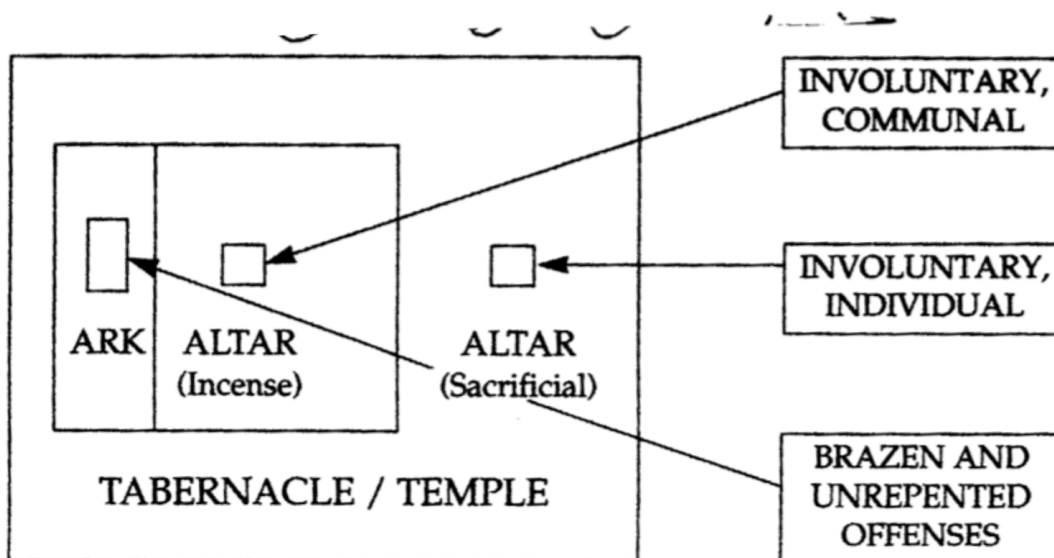 INVOLUNTARY,
COMMUNAL
INVOLUNTARY,
INDIVIDUAL
ARK
ALTAR
(Incense)
ALTAR
(Sacrificial)
TABERNACLE / TEMPLE
BRAZEN AND
UNREPENTED
OFFENSES